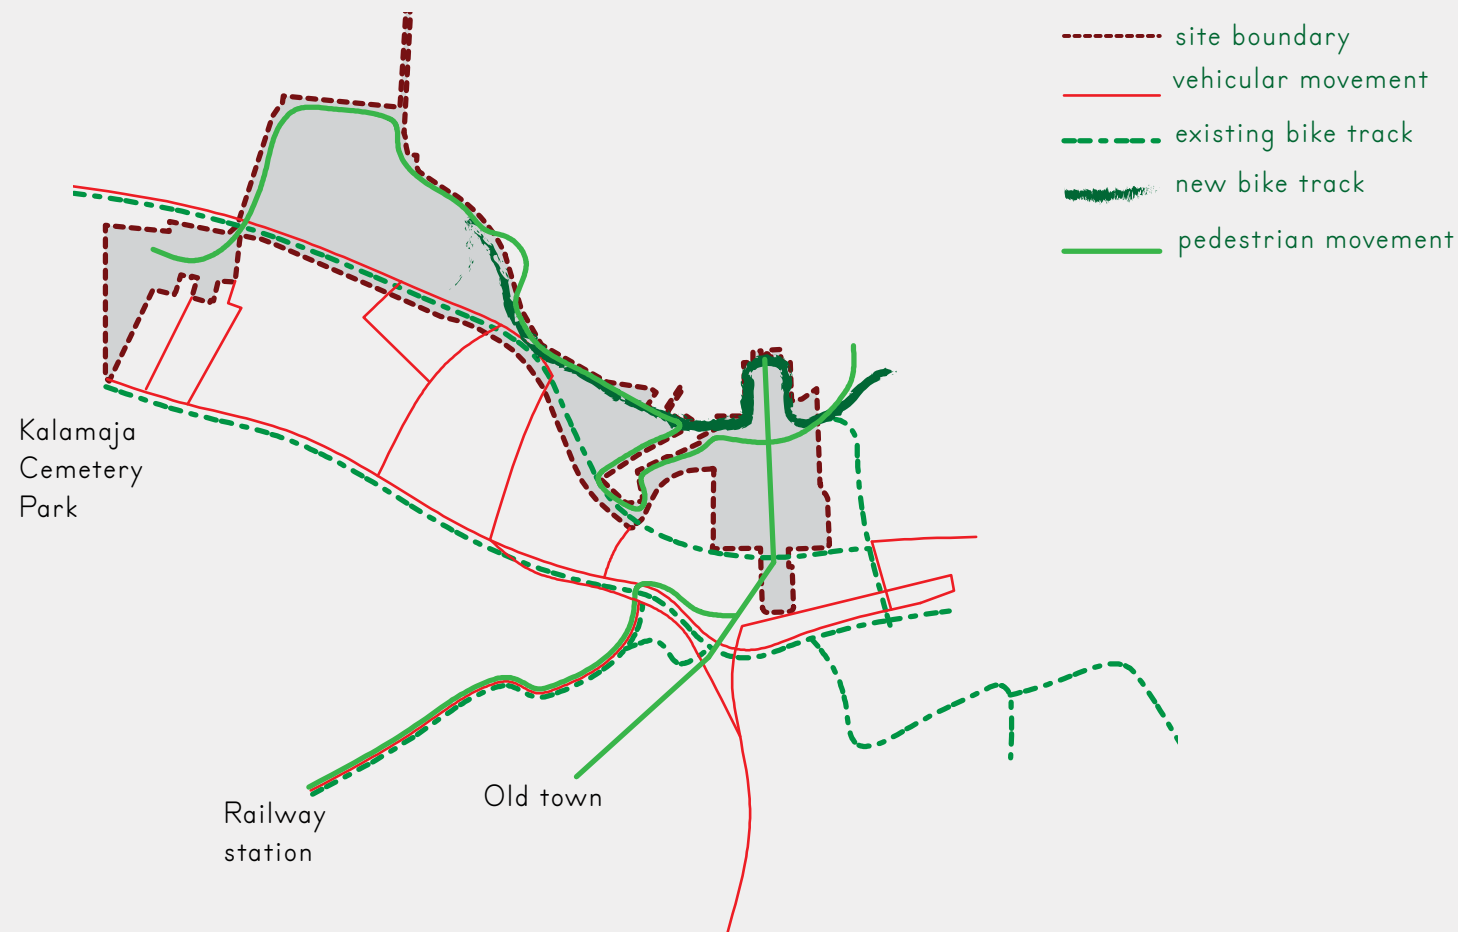 site boundary
vehicular movement
existing bike track
new bike track
pedestrian movement
Kalamaja
Cemetery
Park
Old town
Railway
station